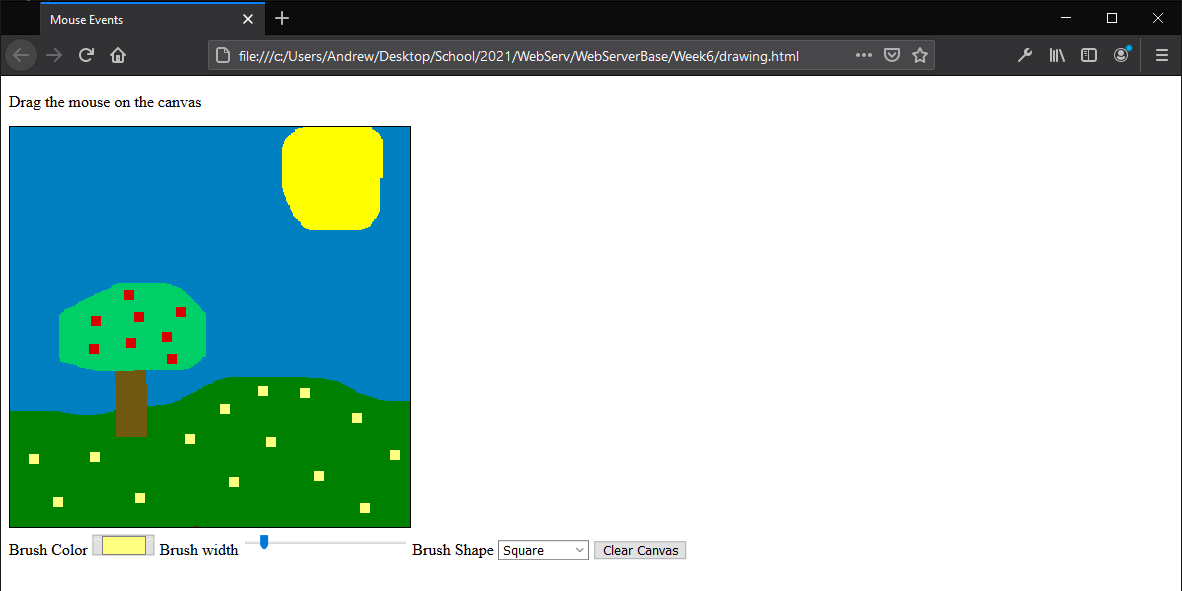 Mouse Events
file:///c:/Users/Andrew/Desktop/School/2021/WebServ/WebServerBase/Week6/drawing.html
Drag the mouse on the canvas
Brush Color Brush width Brush Shape Square Clear Canvas